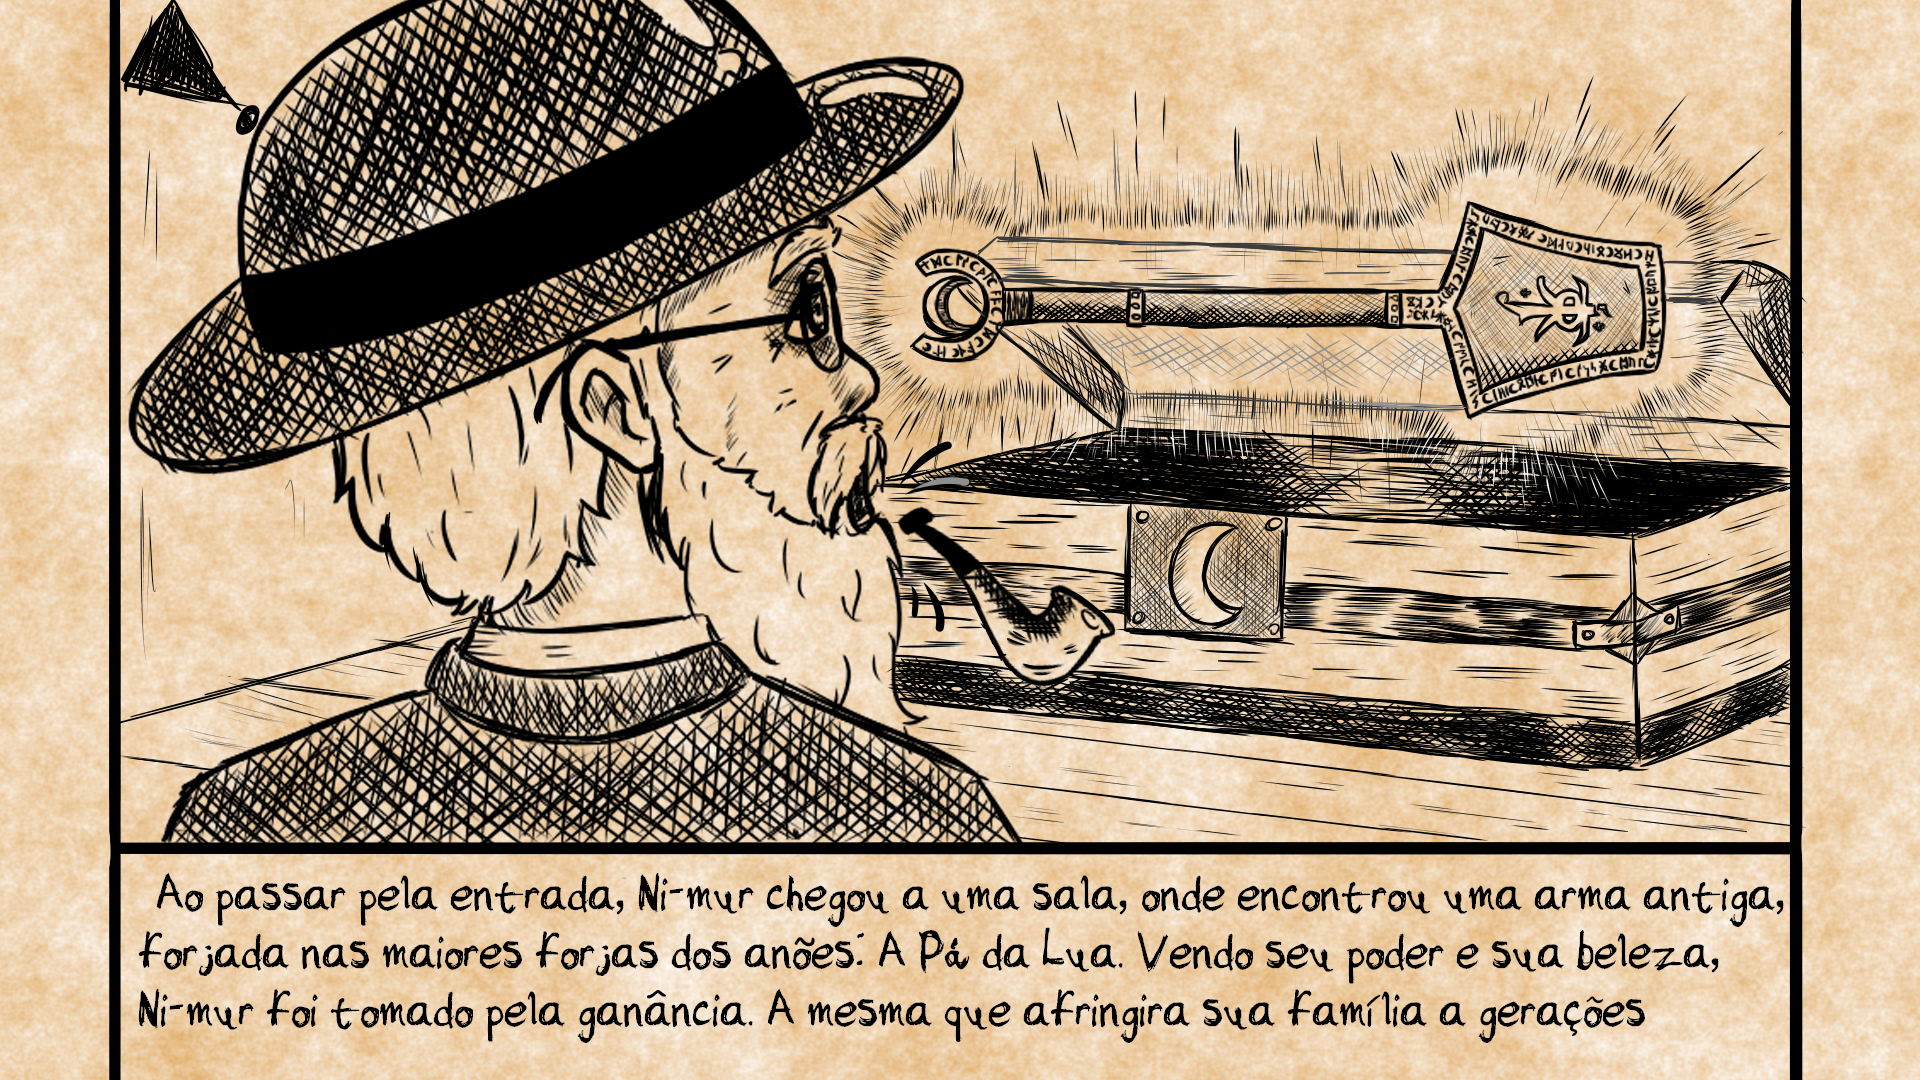 Ao passar pela entrada, Ni-mur chegou a uma sala, onde encontrou uma arma antiga,
forjada nas maiores forjas dos anões: A Pá da Lua. Vendo seu poder e sua beleza,
Ni-mur foi tomado pela ganância. A mesma que afringira sua família a gerações